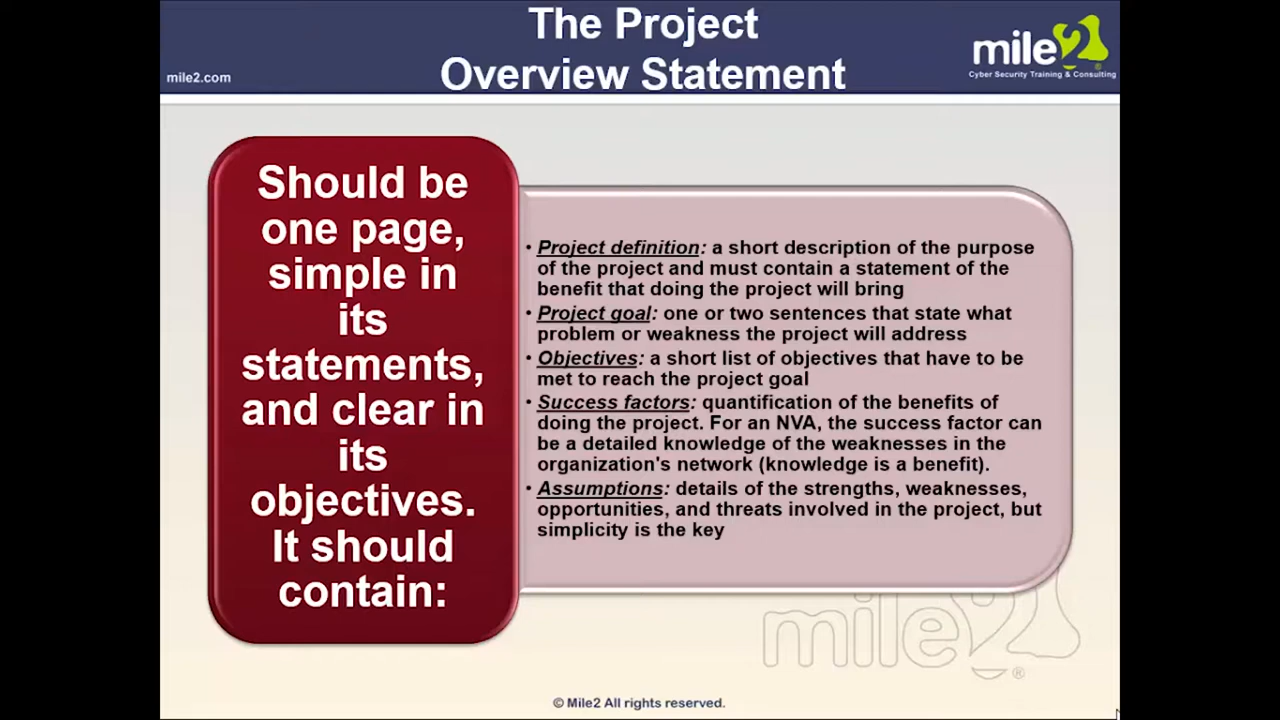 The Project
Overview Statement
mile2.com
mile2
®
Cyber Security Training & Consulting
Should be
one page,
simple in
its
statements,
and clear in
its
objectives.
It should
contain:
• Project definition: a short description of the purpose
of the project and must contain a statement of the
benefit that doing the project will bring
• Project goal: one or two sentences that state what
problem or weakness the project will address
• Objectives: a short list of objectives that have to be
met to reach the project goal
• Success factors: quantification of the benefits of
doing the project. For an NVA, the success factor can
be a detailed knowledge of the weaknesses in the
organization's network (knowledge is a benefit).
• Assumptions: details of the strengths, weaknesses,
opportunities, and threats involved in the project, but
simplicity is the key
mile2
®
© Mile2 All rights reserved.